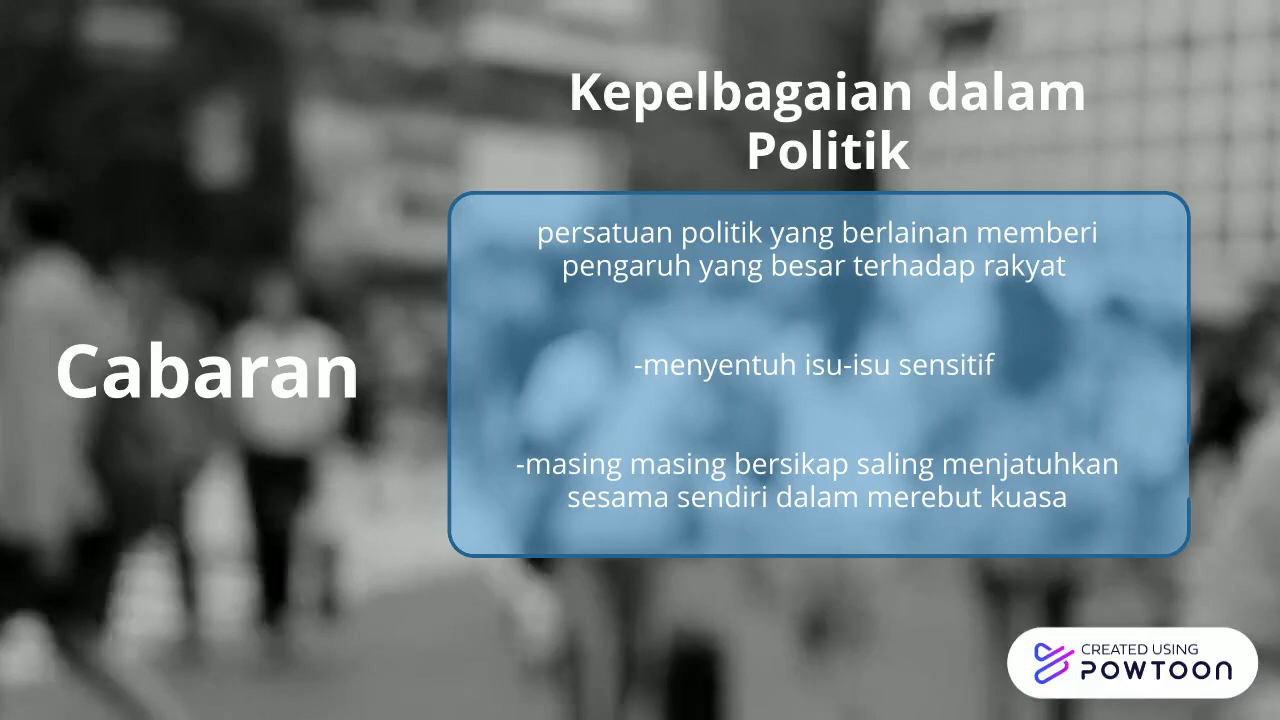 Kepelbagaian dalam
Politik
Cabaran
persatuan politik yang berlainan memberi
pengaruh yang besar terhadap rakyat
-menyentuh isu-isu sensitif
-masing masing bersikap saling menjatuhkan
sesama sendiri dalam merebut kuasa
CREATED USING
POWTOON